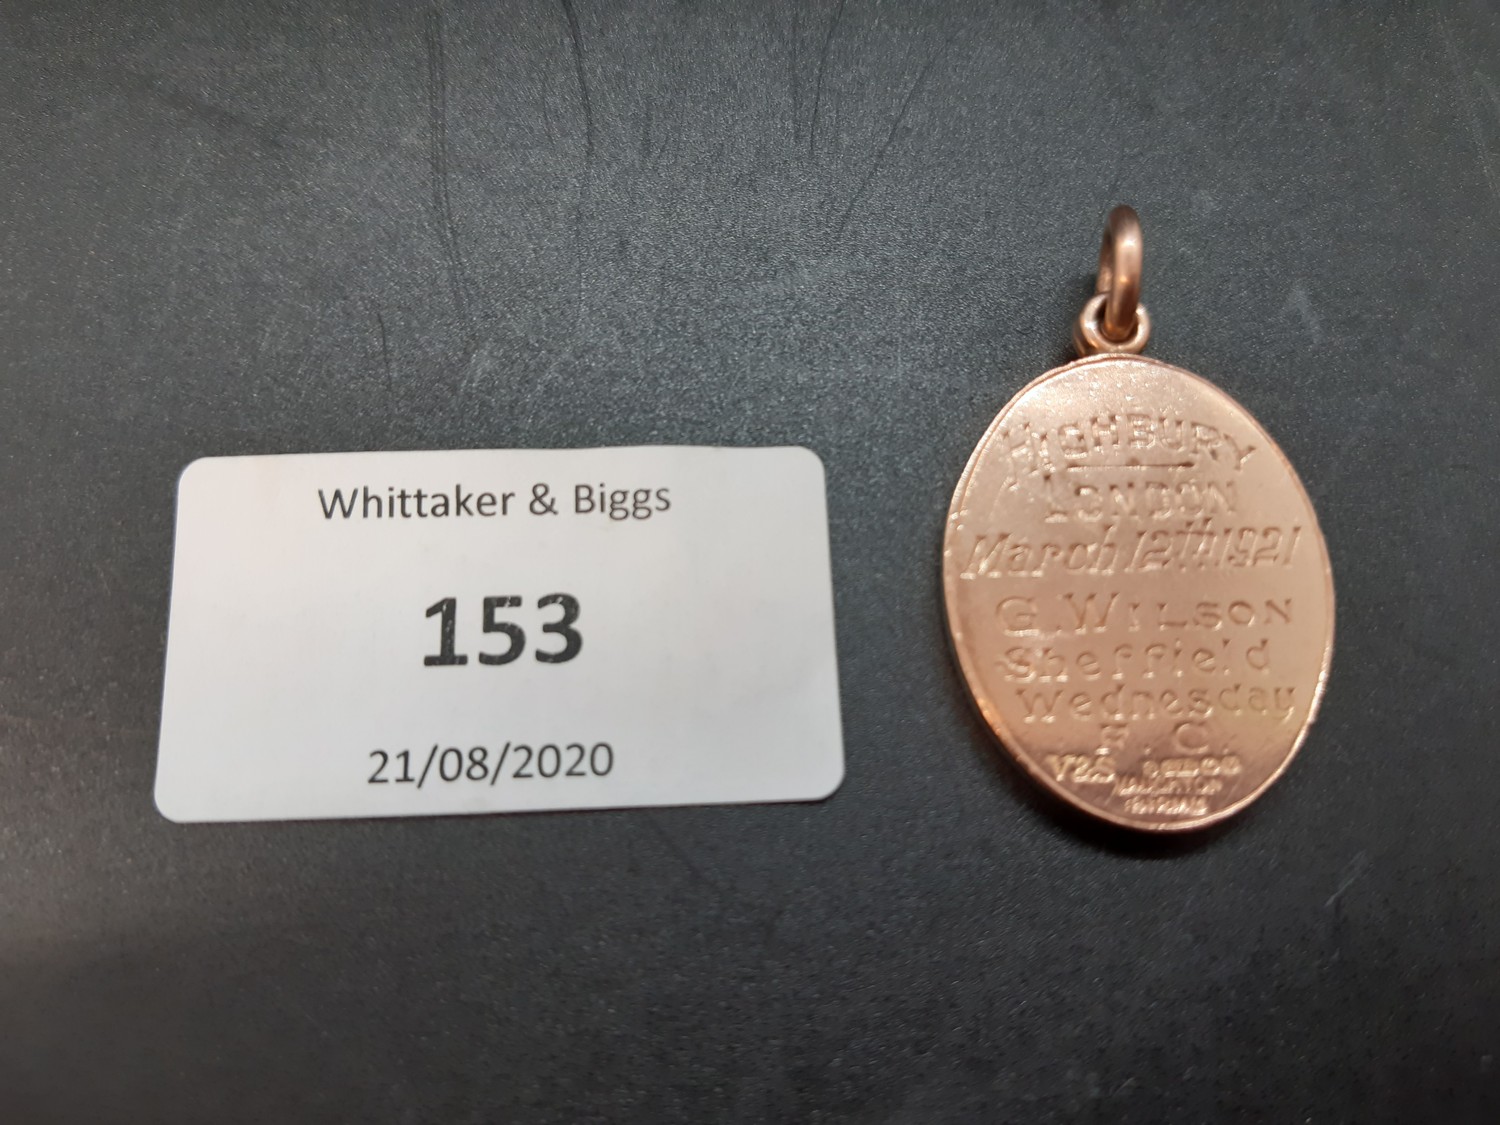 Whittaker & Biggs
153
21/08/2020
HIGHBURY
LONDON
March 12th 1921
G. WILSON
Sheffield
Wednesday
F. C.
V&S